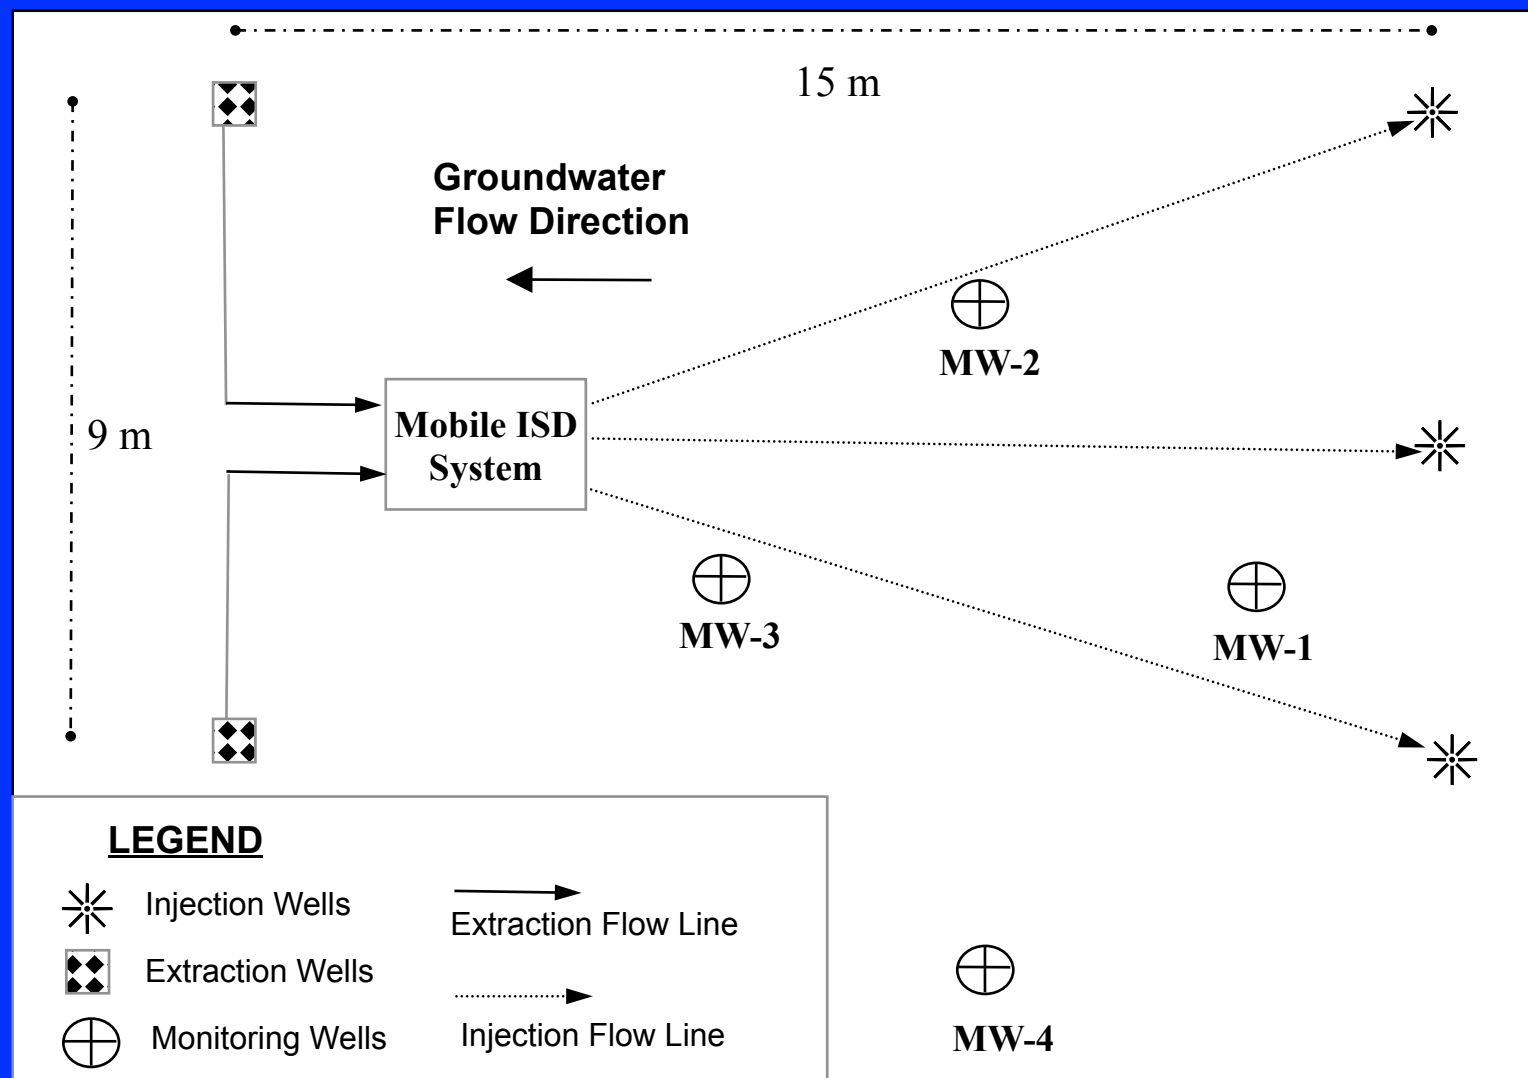 15 m
Groundwater
Flow Direction
MW-2
9 m
Mobile ISD
System
MW-3
MW-1
LEGEND
Injection Wells
Extraction Flow Line
Extraction Wells
Monitoring Wells
Injection Flow Line
MW-4